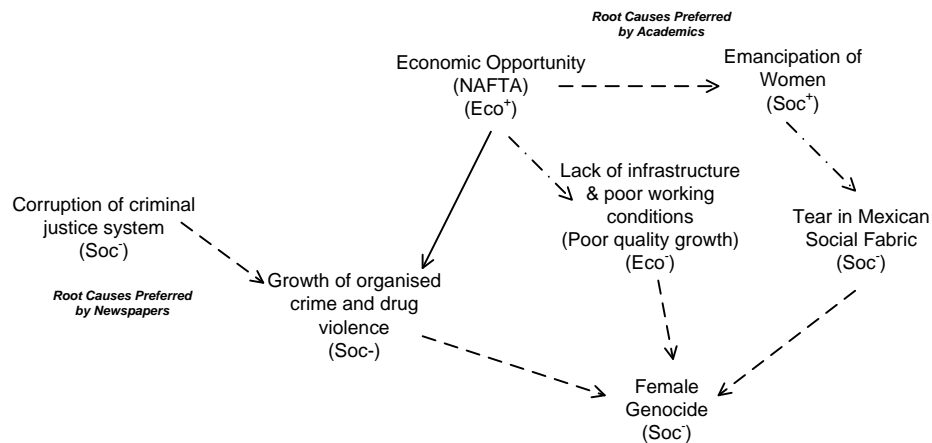 Root Causes Preferred
by Academics
Economic Opportunity
(NAFTA)
(Eco⁺)
Emancipation of
Women
(Soc⁺)
Lack of infrastructure
& poor working
conditions
(Poor quality growth)
(Eco⁻)
Corruption of criminal
justice system
(Soc⁻)
Tear in Mexican
Social Fabric
(Soc⁻)
Root Causes Preferred
by Newspapers
Growth of organised
crime and drug
violence
(Soc-)
Female
Genocide
(Soc⁻)